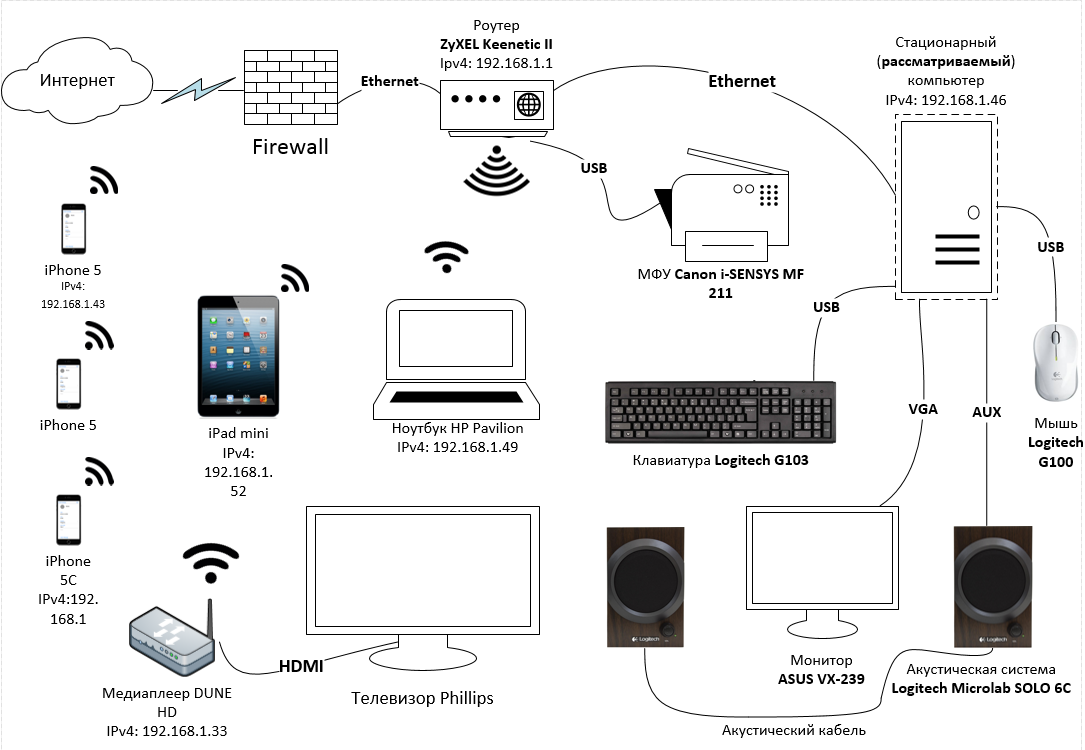 Интернет
Firewall
Ethernet
Роутер
ZyXEL Keenetic II
Ipv4: 192.168.1.1
Ethernet
USB
Стационарный
(рассматриваемый)
компьютер
IPv4: 192.168.1.46
МФУ Canon i-SENSYS MF
211
USB
USB
iPhone 5
IPv4:
192.168.1.43
iPhone 5
iPad mini
IPv4:
192.168.1.
52
Ноутбук HP Pavilion
IPv4: 192.168.1.49
Клавиатура Logitech G103
VGA
AUX
Мышь
Logitech
G100
iPhone
5C
IPv4:192.
168.1
Медиаплеер DUNE
HD
IPv4: 192.168.1.33
HDMI
Телевизор Phillips
Logitech
Монитор
ASUS VX-239
Logitech
Акустическая система
Logitech Microlab SOLO 6C
Акустический кабель